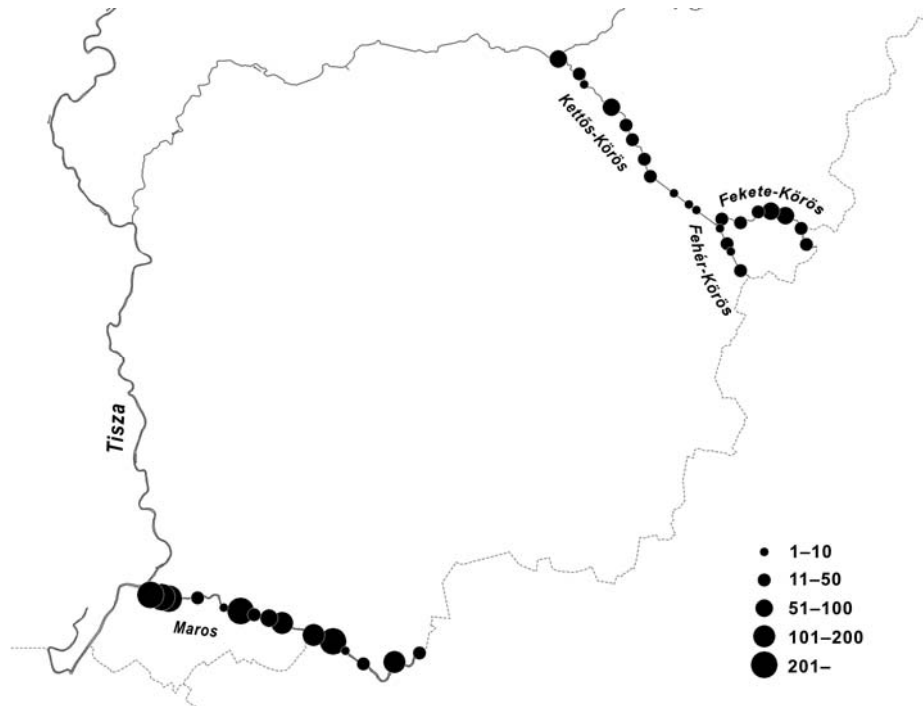 Kettős-Körös
Fekete-Körös
Fehér-Körös
Tisza
Maros
1–10
11–50
51–100
101–200
201–